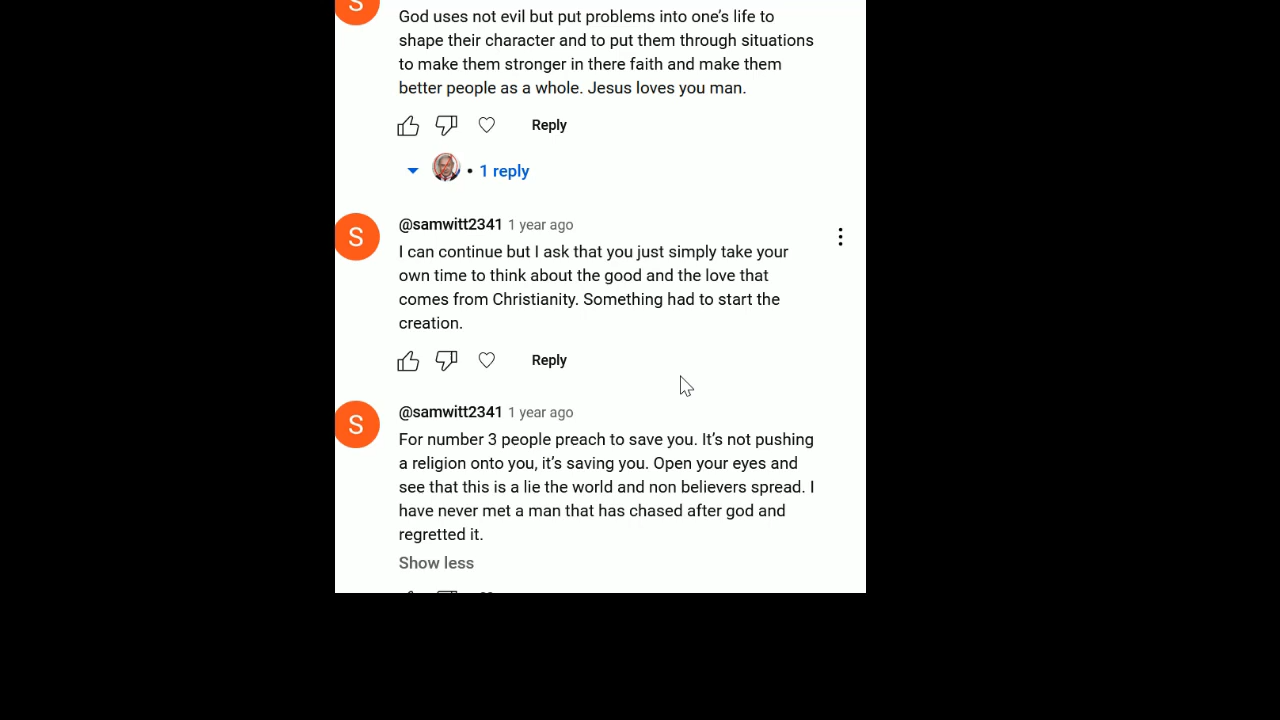 S
God uses not evil but put problems into one’s life to
shape their character and to put them through situations
to make them stronger in there faith and make them
better people as a whole. Jesus loves you man.
Reply
• 1 reply
S
@samwitt2341 1 year ago
I can continue but I ask that you just simply take your
own time to think about the good and the love that
comes from Christianity. Something had to start the
creation.
Reply
S
@samwitt2341 1 year ago
For number 3 people preach to save you. It’s not pushing
a religion onto you, it’s saving you. Open your eyes and
see that this is a lie the world and non believers spread. I
have never met a man that has chased after god and
regretted it.
Show less